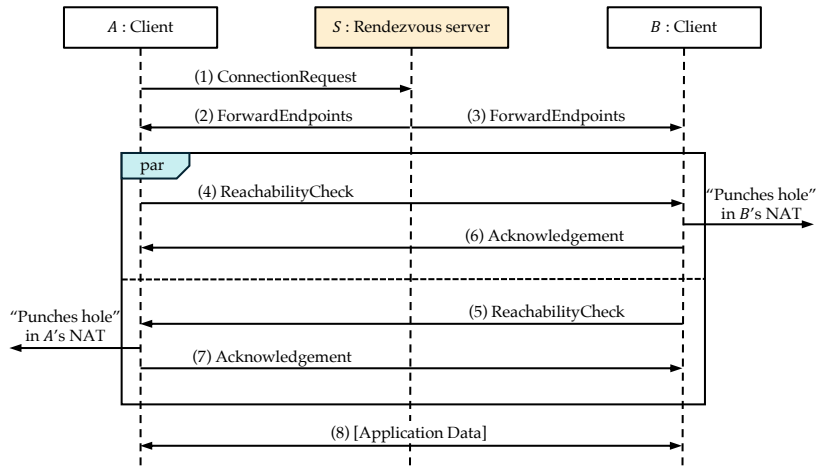 A : Client
S : Rendezvous server
B : Client
(1) ConnectionRequest
(2) ForwardEndpoints
(3) ForwardEndpoints
par
(4) ReachabilityCheck
“Punches hole”
in B’s NAT
(6) Acknowledgement
(5) ReachabilityCheck
“Punches hole”
in A’s NAT
(7) Acknowledgement
(8) [Application Data]